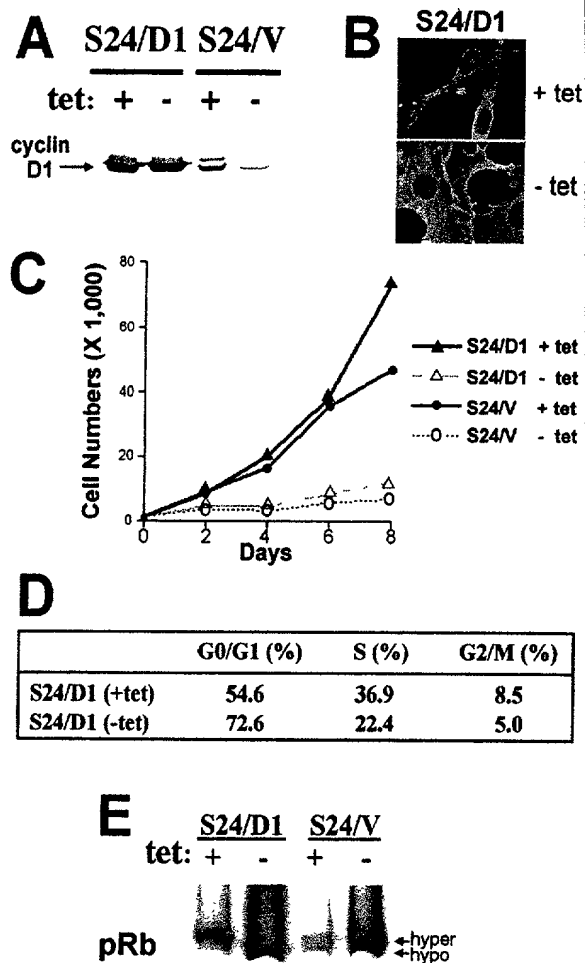 A
S24/D1 S24/V
tet: + - + -
cyclin
D1
B
S24/D1
+ tet
- tet
C
Cell Numbers (X 1,000)
80
60
40
20
0
0 2 4 6 8
Days
S24/D1 + tet
S24/D1 - tet
S24/V + tet
S24/V - tet
D
G0/G1 (%) S (%) G2/M (%)
S24/D1 (+tet) 54.6 36.9 8.5
S24/D1 (-tet) 72.6 22.4 5.0
E
S24/D1 S24/V
tet: + - + -
pRb
hyper
hypo